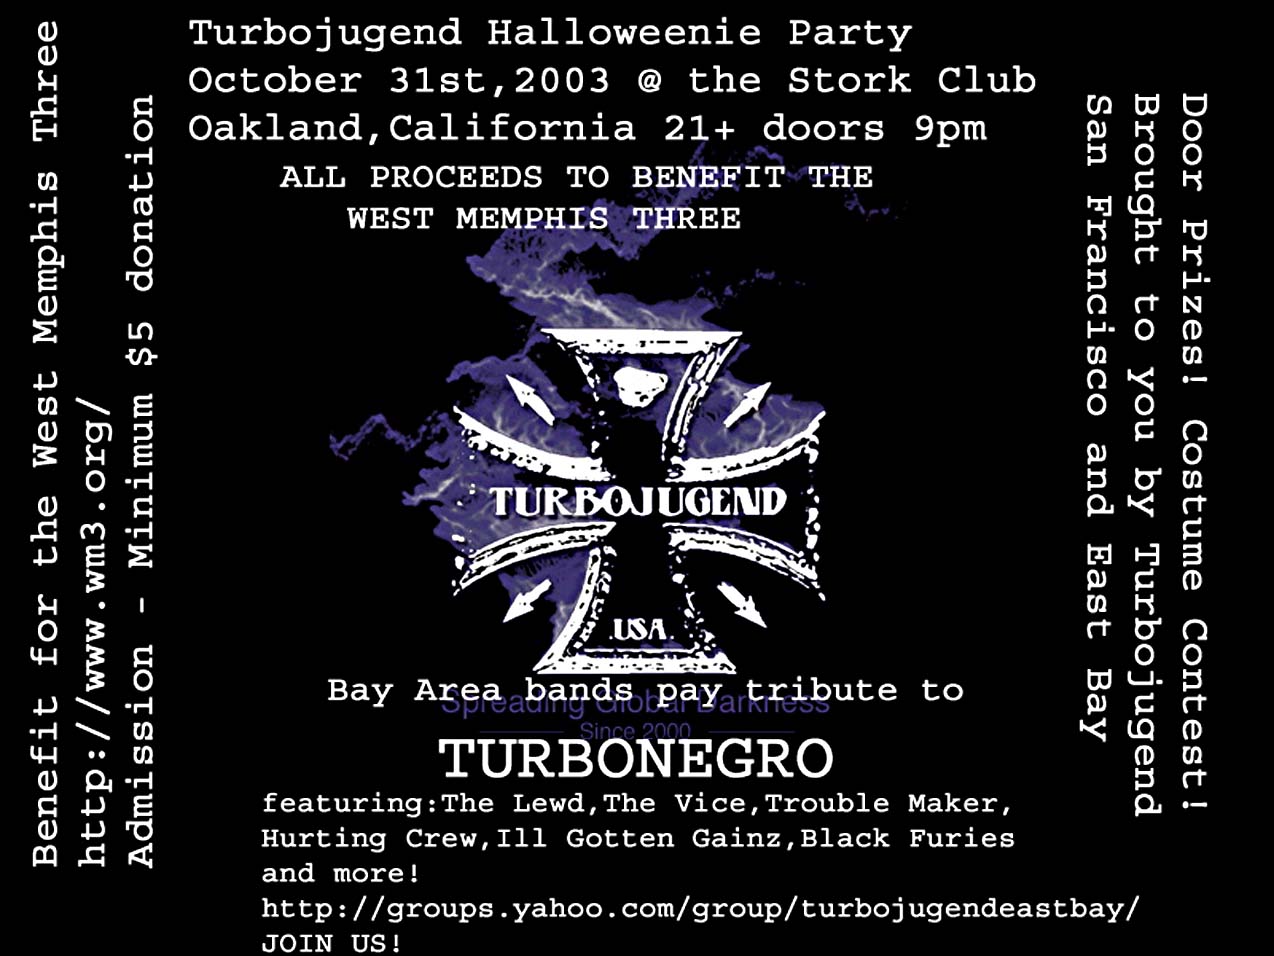 Turbojugend Halloweenie Party
October 31st,2003 @ the Stork Club
Oakland,California 21+ doors 9pm
ALL PROCEEDS TO BENEFIT THE
WEST MEMPHIS THREE
Benefit for the West Memphis Three
http://www.wm3.org/
Admission - Minimum $5 donation
Door Prizes! Costume Contest!
Brought to you by Turbojugend
San Francisco and East Bay
TURBOJUGEND
.USA.
Bay Area bands pay tribute to
Spreading Global Darkness
Since 2000
TURBONEGRO
featuring:The Lewd,The Vice,Trouble Maker,
Hurting Crew,Ill Gotten Gainz,Black Furies
and more!
http://groups.yahoo.com/group/turbojugendeastbay/
JOIN US!